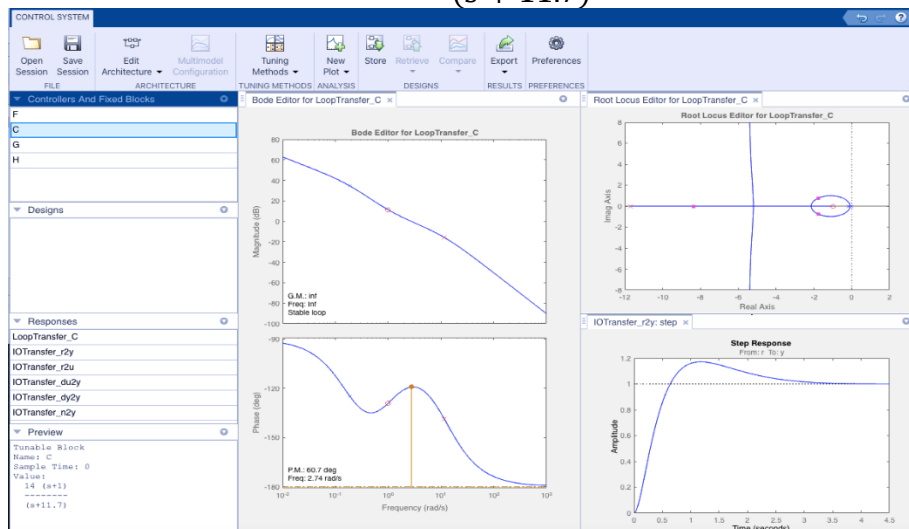 (s + 11.7)
CONTROL SYSTEM
Open Session
Save Session
Edit Architecture
Multimodel Configuration
Tuning Methods
New Plot
Store
Retrieve
Compare
Export
Preferences
FILE
ARCHITECTURE
TUNING METHODS
ANALYSIS
DESIGNS
RESULTS
PREFERENCES
Controllers And Fixed Blocks
F
C
G
H
Designs
Responses
LoopTransfer_C
IOTransfer_r2y
IOTransfer_r2u
IOTransfer_du2y
IOTransfer_dy2y
IOTransfer_n2y
Preview
Tunable Block
Name: C
Sample Time: 0
Value:
14 (s+1)
--------
(s+11.7)
Bode Editor for LoopTransfer_C ×
Bode Editor for LoopTransfer_C
80
60
40
20
0
-20
-40
-60
-80
-100
Magnitude (dB)
G.M.: inf
Freq: Inf
Stable loop
-90
-135
-180
Phase (deg)
P.M.: 60.7 deg
Freq: 2.74 rad/s
10⁻² 10⁻¹ 10⁰ 10¹ 10² 10³
Frequency (rad/s)
Root Locus Editor for LoopTransfer_C ×
Root Locus Editor for LoopTransfer_C
8
6
4
2
0
-2
-4
-6
-8
Imag Axis
-12 -10 -8 -6 -4 -2 0 2
Real Axis
IOTransfer_r2y: step ×
Step Response
From: r To: y
1.2
1
0.8
0.6
0.4
0.2
0
Amplitude
0 0.5 1 1.5 2 2.5 3 3.5 4 4.5
Time (seconds)